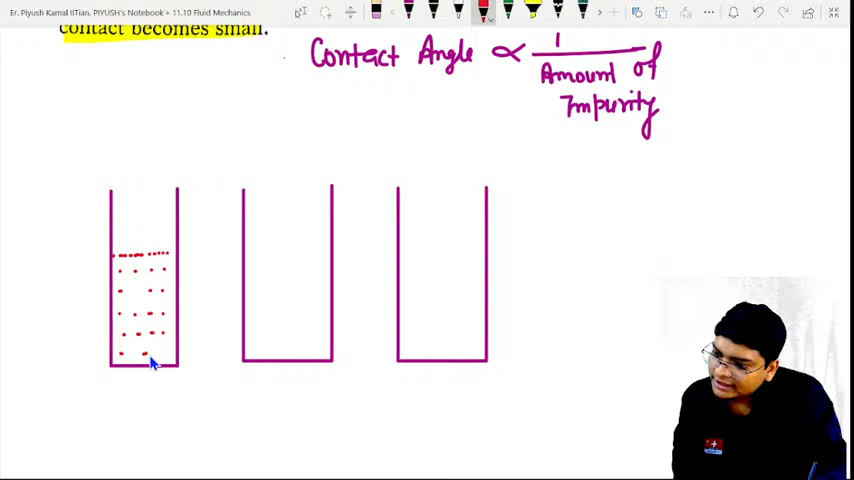 Er. Piyush Kamal IITian. PIYUSH's Notebook » 11.10 Fluid Mechanics
contact becomes small.
Contact Angle ∝ 1
Amount of
Impurity